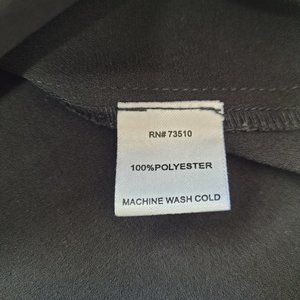 RN# 73510
100%POLYESTER
MACHINE WASH COLD